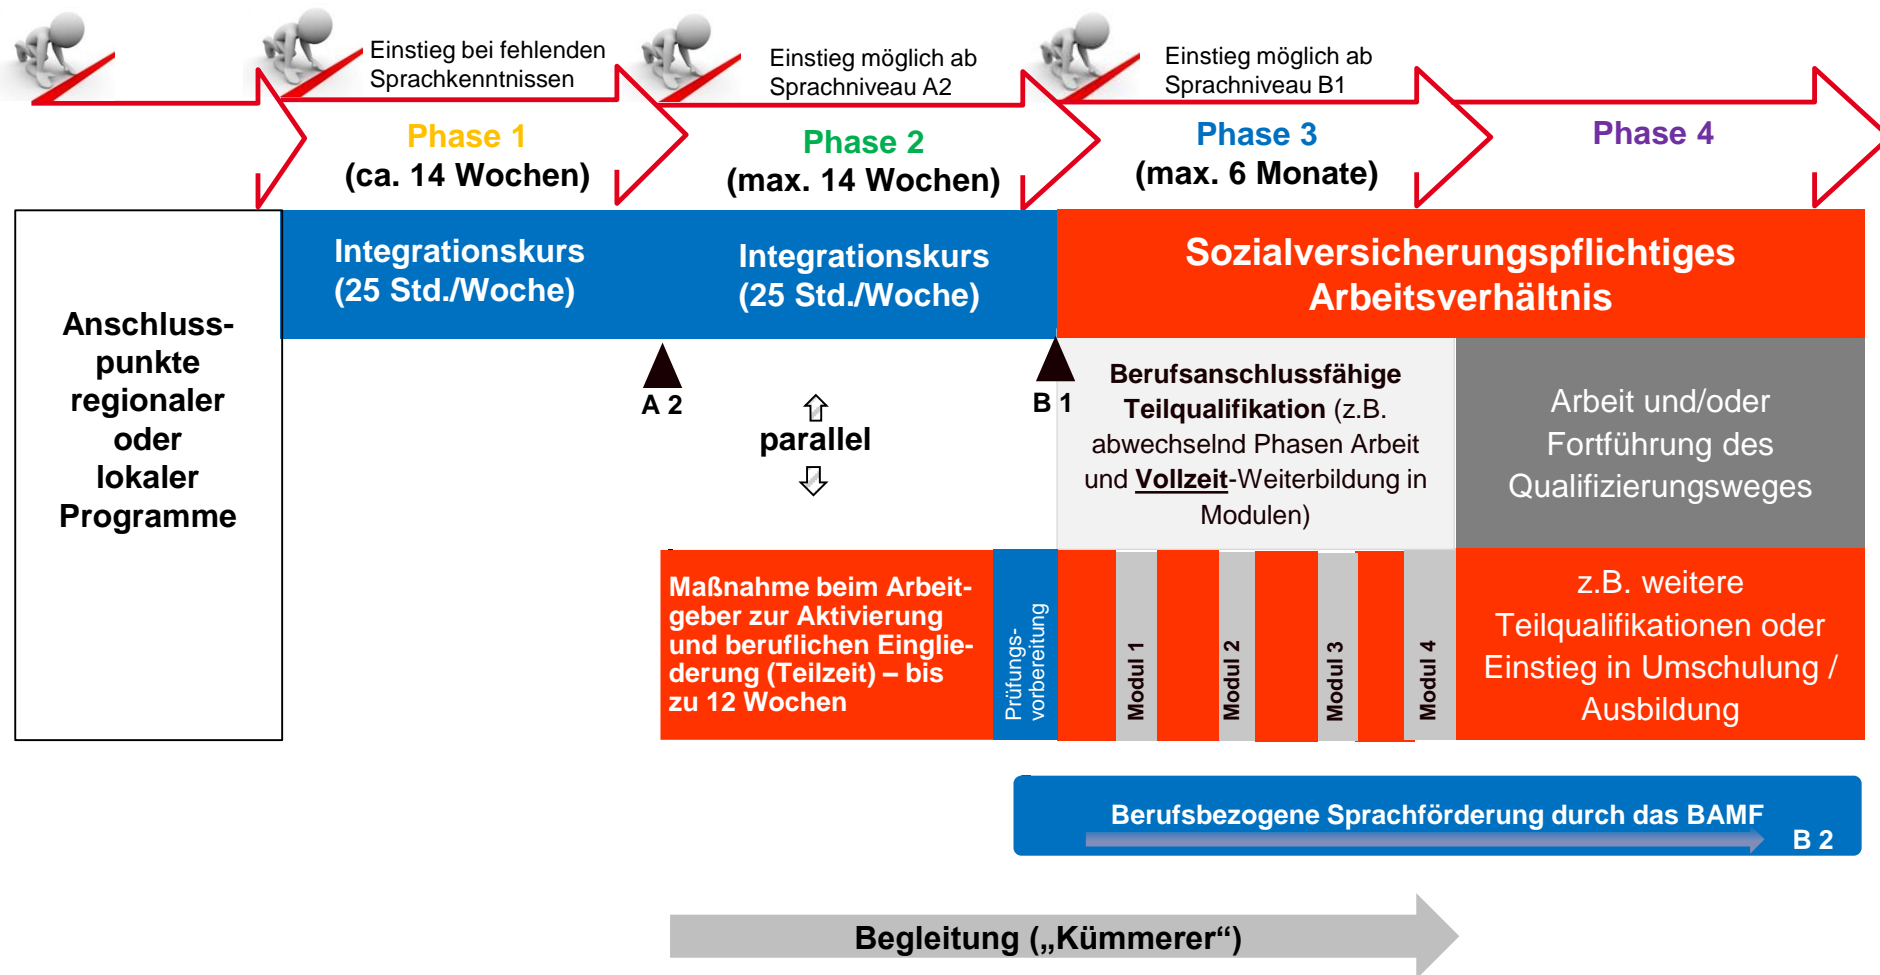 Einstieg bei fehlenden
Sprachkenntnissen
Einstieg möglich ab
Sprachniveau A2
Einstieg möglich ab
Sprachniveau B1
Phase 1
(ca. 14 Wochen)
Phase 2
(max. 14 Wochen)
Phase 3
(max. 6 Monate)
Phase 4
Anschluss-
punkte
regionaler
oder
lokaler
Programme
Integrationskurs
(25 Std./Woche)
Integrationskurs
(25 Std./Woche)
Sozialversicherungspflichtiges
Arbeitsverhältnis
A 2
parallel
B 1
Berufsanschlussfähige
Teilqualifikation (z.B.
abwechselnd Phasen Arbeit
und Vollzeit-Weiterbildung in
Modulen)
Arbeit und/oder
Fortführung des
Qualifizierungsweges
Maßnahme beim Arbeit-
geber zur Aktivierung
und beruflichen Einglie-
derung (Teilzeit) – bis
zu 12 Wochen
Prüfungs-
vorbereitung
Modul 1
Modul 2
Modul 3
Modul 4
z.B. weitere
Teilqualifikationen oder
Einstieg in Umschulung /
Ausbildung
Berufsbezogene Sprachförderung durch das BAMF
B 2
Begleitung („Kümmerer“)